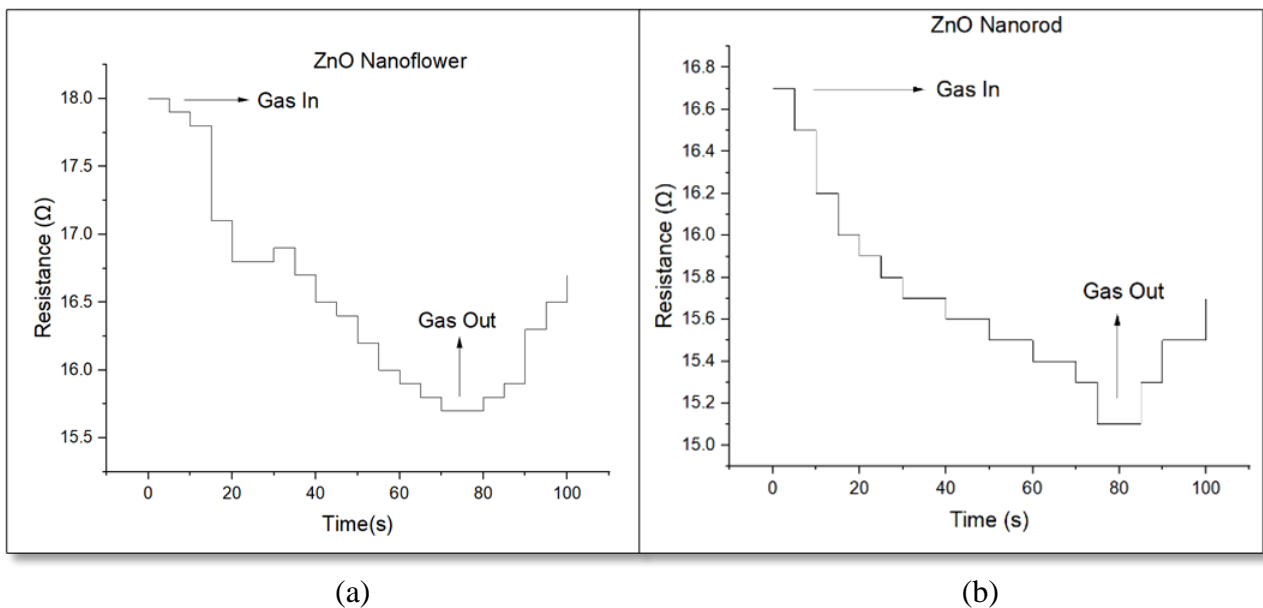 ZnO Nanoflower
18.0
17.5
17.0
16.5
16.0
15.5
Resistance (Ω)
Gas In
Gas Out
0 20 40 60 80 100
Time(s)
(a)
ZnO Nanorod
16.8
16.6
16.4
16.2
16.0
15.8
15.6
15.4
15.2
15.0
Resistance (Ω)
Gas In
Gas Out
0 20 40 60 80 100
Time (s)
(b)